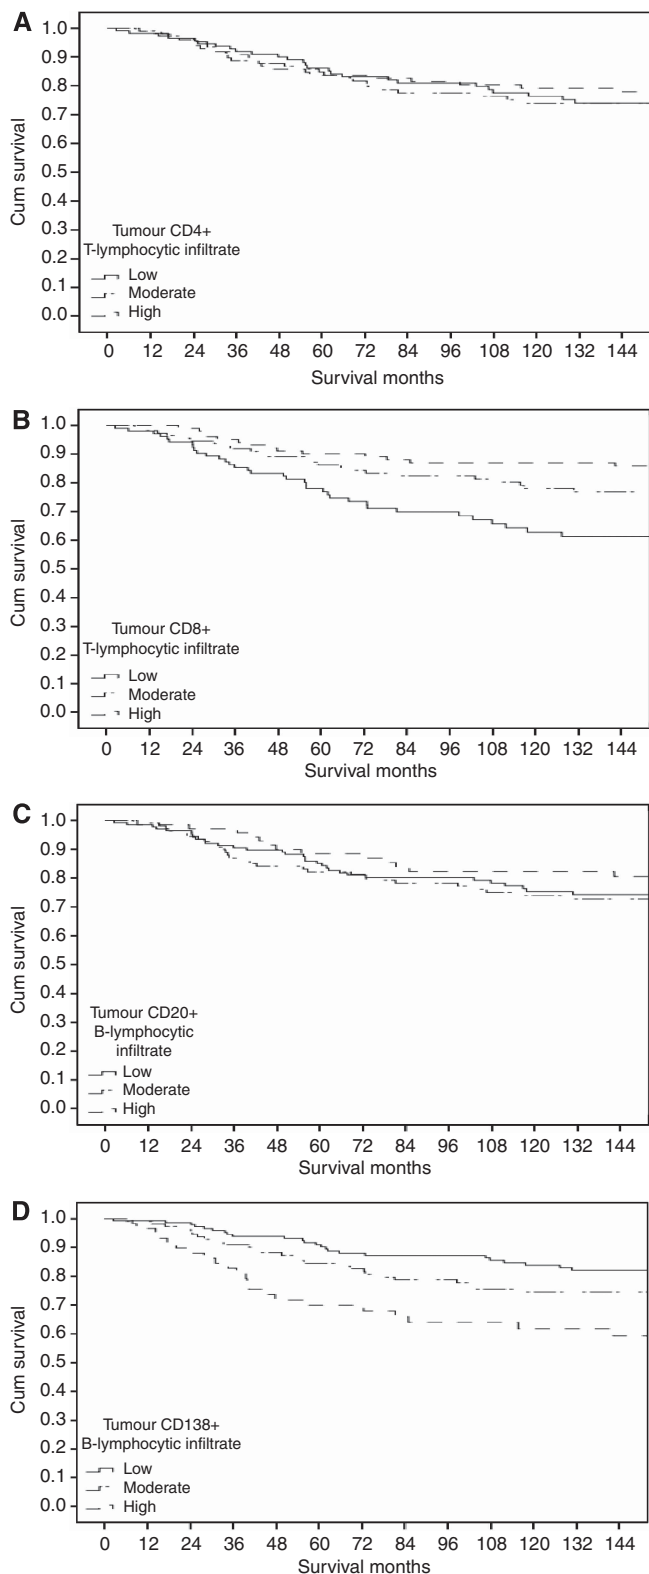 A
1.0
0.9
0.8
0.7
0.6
0.5
0.4
0.3
0.2
0.1
0.0
Cum survival
Tumour CD4+
T-lymphocytic infiltrate
Low
Moderate
High
0 12 24 36 48 60 72 84 96 108 120 132 144
Survival months
B
1.0
0.9
0.8
0.7
0.6
0.5
0.4
0.3
0.2
0.1
0.0
Cum survival
Tumour CD8+
T-lymphocytic infiltrate
Low
Moderate
High
0 12 24 36 48 60 72 84 96 108 120 132 144
Survival months
C
1.0
0.9
0.8
0.7
0.6
0.5
0.4
0.3
0.2
0.1
0.0
Cum survival
Tumour CD20+
B-lymphocytic
infiltrate
Low
Moderate
High
0 12 24 36 48 60 72 84 96 108 120 132 144
Survival months
D
1.0
0.9
0.8
0.7
0.6
0.5
0.4
0.3
0.2
0.1
0.0
Cum survival
Tumour CD138+
B-lymphocytic infiltrate
Low
Moderate
High
0 12 24 36 48 60 72 84 96 108 120 132 144
Survival months